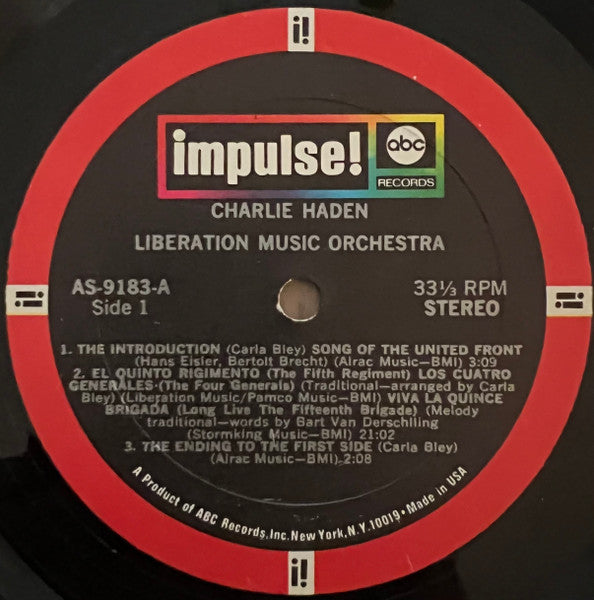 i!
impulse!
abc
RECORDS
CHARLIE HADEN
LIBERATION MUSIC ORCHESTRA
AS-9183-A
Side 1
33⅓ RPM
STEREO
i!
i!
1. THE INTRODUCTION (Carla Bley) SONG OF THE UNITED FRONT
(Hans Eisler, Bertolt Brecht) (Alrac Music—BMI) 3:09
2. EL QUINTO RIGIMENTO (The Fifth Regiment) LOS CUATRO
GENERALES (The Four Generals) (Traditional—arranged by Carla
Bley) (Liberation Music/Pamco Music—BMI) VIVA LA QUINCE
BRIGADA (Long Live The Fifteenth Brigade) (Melody
traditional—words by Bart Van Derschlling
(Stormking Music—BMI) 21:02
3. THE ENDING TO THE FIRST SIDE (Carla Bley)
(Alrac Music—BMI) 2:08
A Product of ABC Records, Inc. New York, N.Y. 10019 • Made in USA
i!